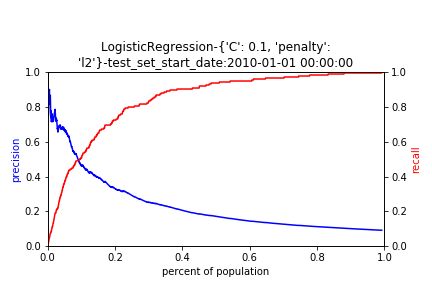 LogisticRegression-{'C': 0.1, 'penalty':
'l2'}-test_set_start_date:2010-01-01 00:00:00
1.0
0.8
0.6
0.4
0.2
0.0
precision
1.0
0.8
0.6
0.4
0.2
0.0
recall
0.0 0.2 0.4 0.6 0.8 1.0
percent of population